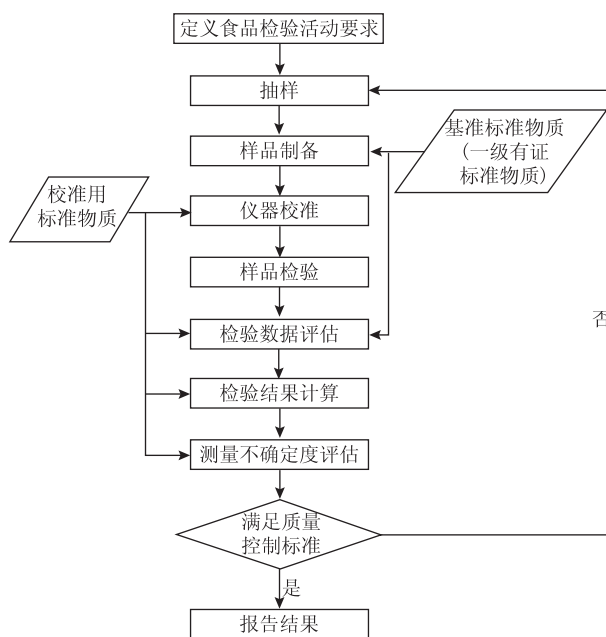 定义食品检验活动要求
抽样
基准标准物质
(一级有证
标准物质)
样品制备
校准用
标准物质
仪器校准
样品检验
否
检验数据评估
检验结果计算
测量不确定度评估
满足质量
控制标准
是
报告结果